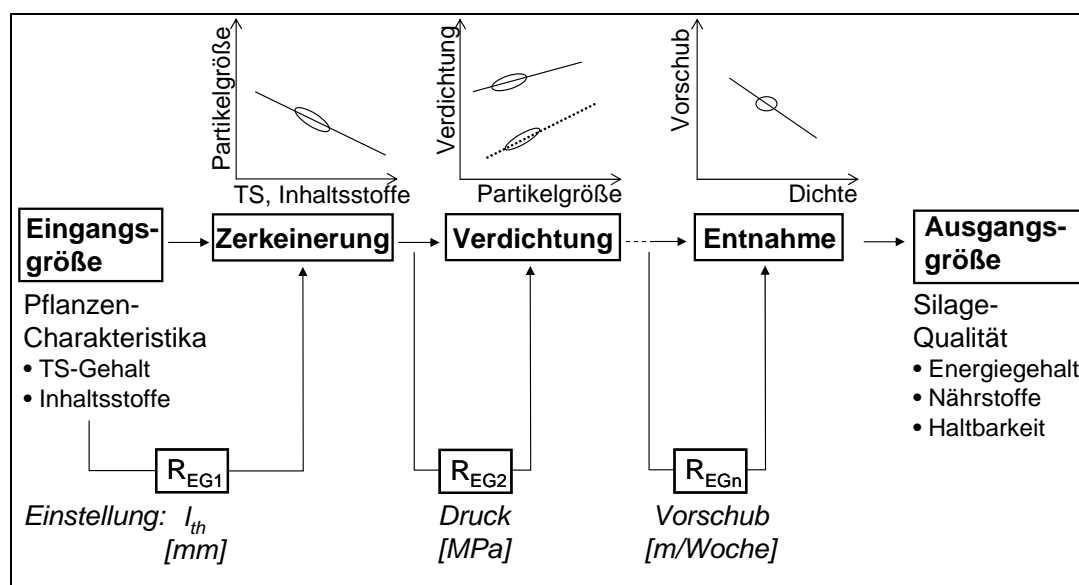 Partikelgröße
TS, Inhaltsstoffe
Verdichtung
Partikelgröße
Vorschub
Dichte
Eingangs-
größe
Zerkeinerung
Verdichtung
Entnahme
Ausgangs-
größe
Pflanzen-
Charakteristika
• TS-Gehalt
• Inhaltsstoffe
Silage-
Qualität
• Energiegehalt
• Nährstoffe
• Haltbarkeit
REG1
REG2
REGn
Einstellung: lth
[mm]
Druck
[MPa]
Vorschub
[m/Woche]